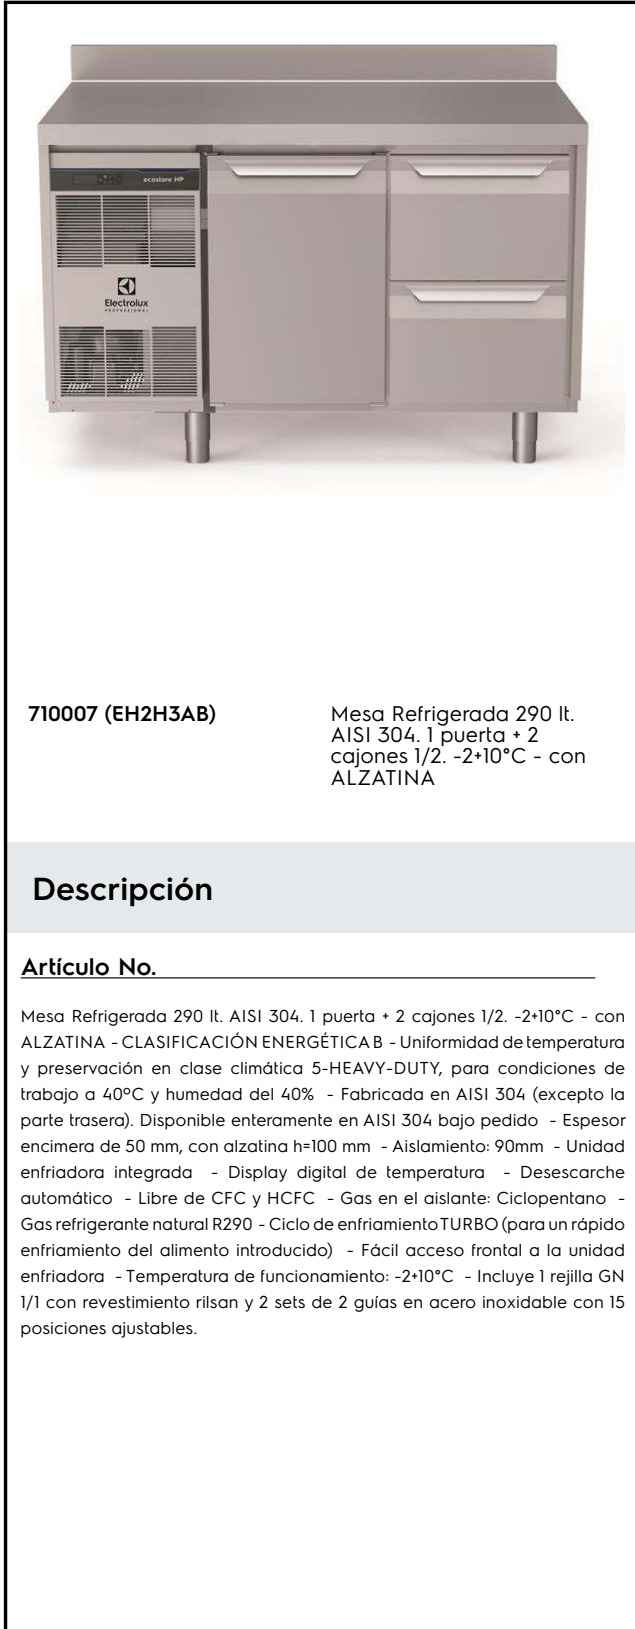 ecostore HP
Electrolux
PROFESSIONAL
710007 (EH2H3AB)
Mesa Refrigerada 290 lt.
AISI 304. 1 puerta + 2
cajones 1/2. -2+10°C - con
ALZATINA
Descripción
Artículo No.
Mesa Refrigerada 290 lt. AISI 304. 1 puerta + 2 cajones 1/2. -2+10°C - con
ALZATINA - CLASIFICACIÓN ENERGÉTICA B - Uniformidad de temperatura
y preservación en clase climática 5-HEAVY-DUTY, para condiciones de
trabajo a 40ºC y humedad del 40% - Fabricada en AISI 304 (excepto la
parte trasera). Disponible enteramente en AISI 304 bajo pedido - Espesor
encimera de 50 mm, con alzatina h=100 mm - Aislamiento: 90mm - Unidad
enfriadora integrada - Display digital de temperatura - Desescarche
automático - Libre de CFC y HCFC - Gas en el aislante: Ciclopentano -
Gas refrigerante natural R290 - Ciclo de enfriamiento TURBO (para un rápido
enfriamiento del alimento introducido) - Fácil acceso frontal a la unidad
enfriadora - Temperatura de funcionamiento: -2+10°C - Incluye 1 rejilla GN
1/1 con revestimiento rilsan y 2 sets de 2 guías en acero inoxidable con 15
posiciones ajustables.